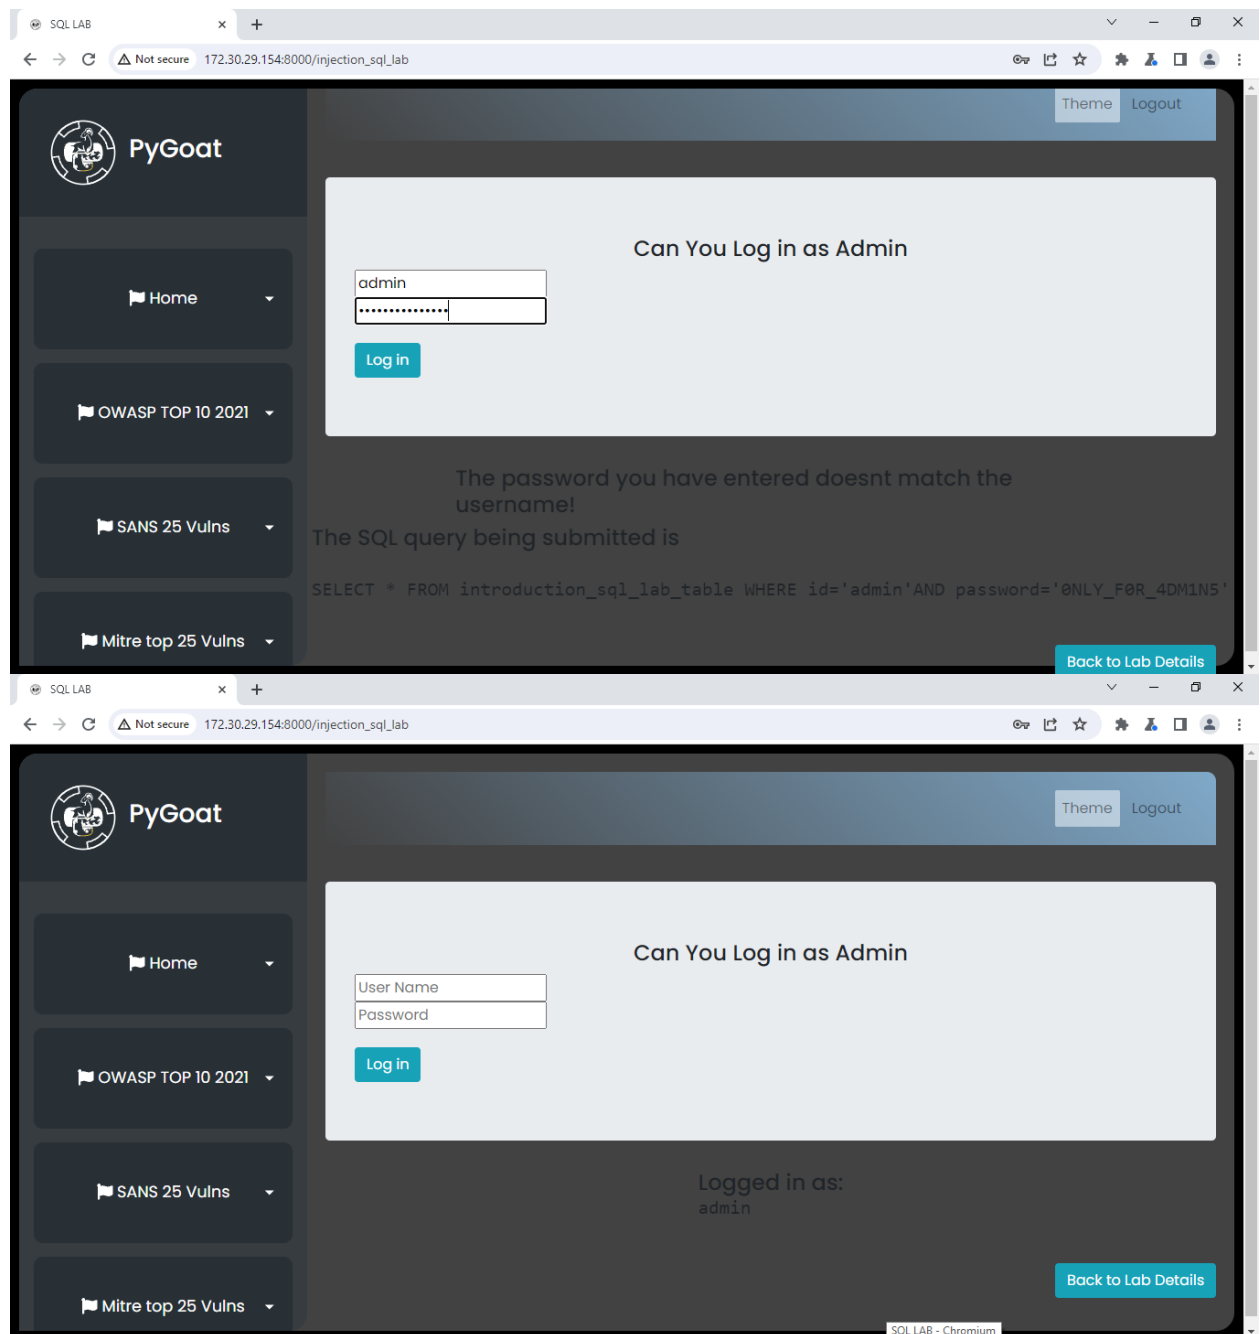 SQL LAB
Not secure 172.30.29.154:8000/injection_sql_lab
Theme Logout
PyGoat
Can You Log in as Admin
admin
•••••••••••••••
Log in
Home
OWASP TOP 10 2021
SANS 25 Vulns
Mitre top 25 Vulns
The password you have entered doesnt match the
username!
The SQL query being submitted is
SELECT * FROM introduction_sql_lab_table WHERE id='admin'AND password='0NLY_F0R_4DM1N5'
Back to Lab Details
SQL LAB
Not secure 172.30.29.154:8000/injection_sql_lab
Theme Logout
PyGoat
Can You Log in as Admin
User Name
Password
Log in
Home
OWASP TOP 10 2021
SANS 25 Vulns
Mitre top 25 Vulns
Logged in as:
admin
Back to Lab Details
SQL LAB - Chromium